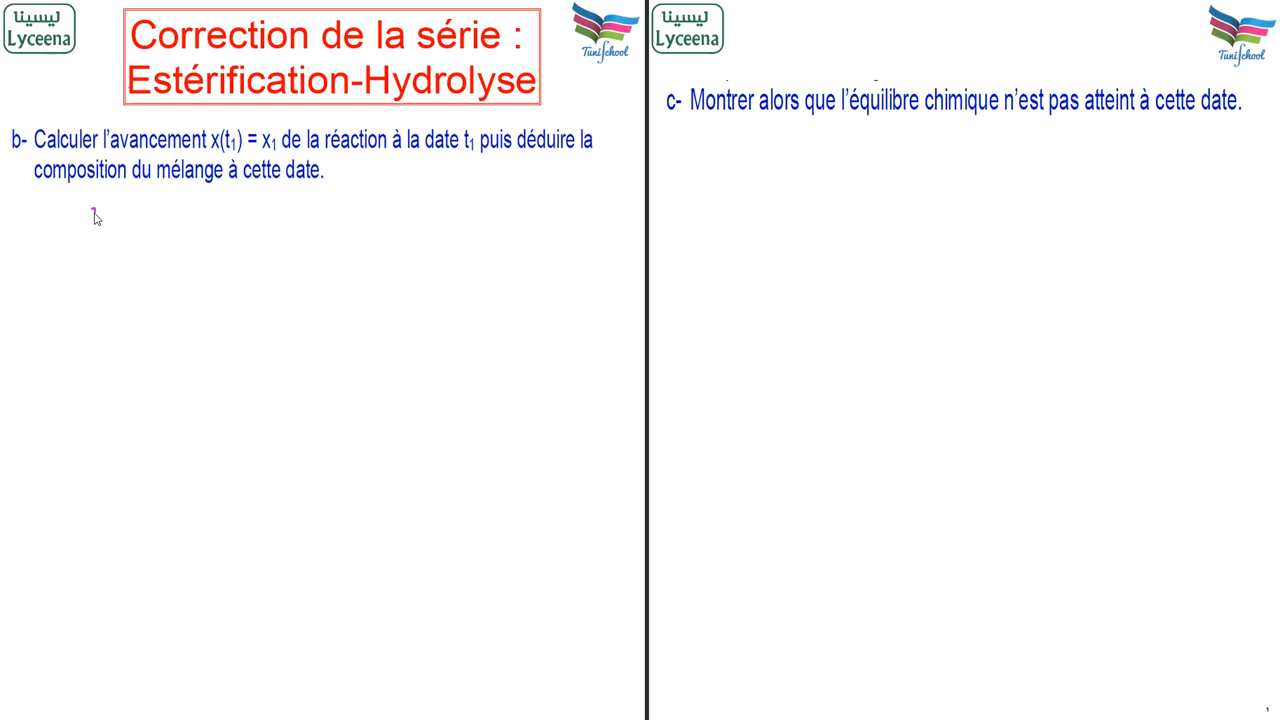 ليسينا
Lyceena
Correction de la série :
Estérification-Hydrolyse
TuniSchool
b- Calculer l'avancement x(t₁) = x₁ de la réaction à la date t₁ puis déduire la
composition du mélange à cette date.
ليسينا
Lyceena
TuniSchool
c- Montrer alors que l'équilibre chimique n'est pas atteint à cette date.
1